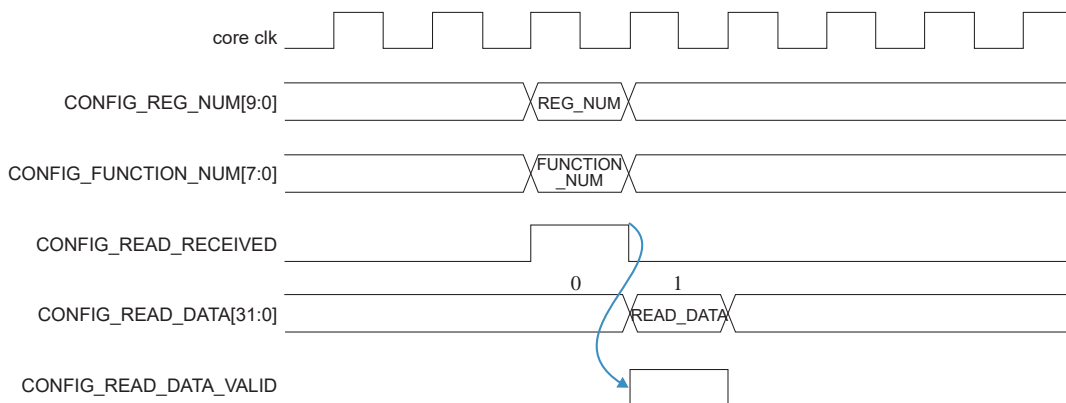 core clk
CONFIG_REG_NUM[9:0]
REG_NUM
CONFIG_FUNCTION_NUM[7:0]
FUNCTION
_NUM
CONFIG_READ_RECEIVED
0 1
CONFIG_READ_DATA[31:0]
READ_DATA
CONFIG_READ_DATA_VALID